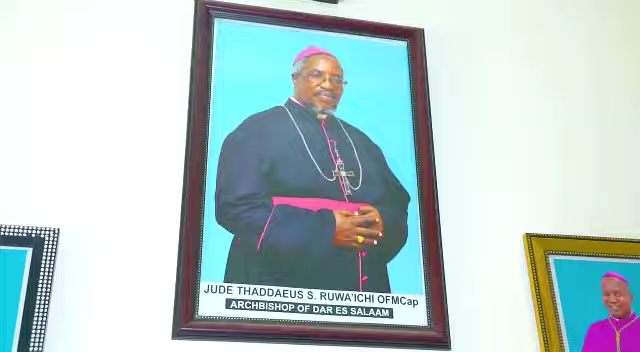 JUDE THADDAEUS S. RUWA'ICHI OFMCap
ARCHBISHOP OF DAR ES SALAAM